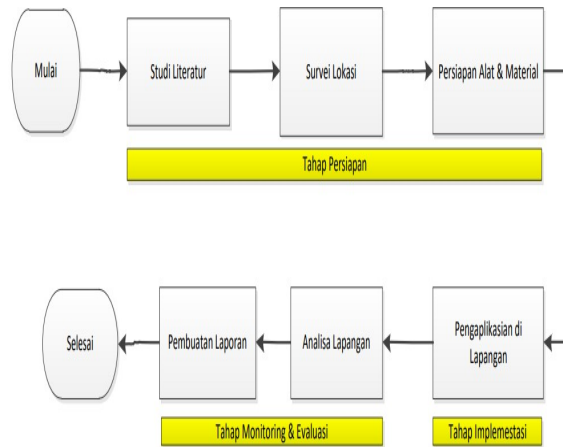 Mulai
Studi Literatur
Survei Lokasi
Persiapan Alat & Material
Tahap Persiapan
Pengaplikasian di
Lapangan
Analisa Lapangan
Pembuatan Laporan
Selesai
Tahap Implemestasi
Tahap Monitoring & Evaluasi